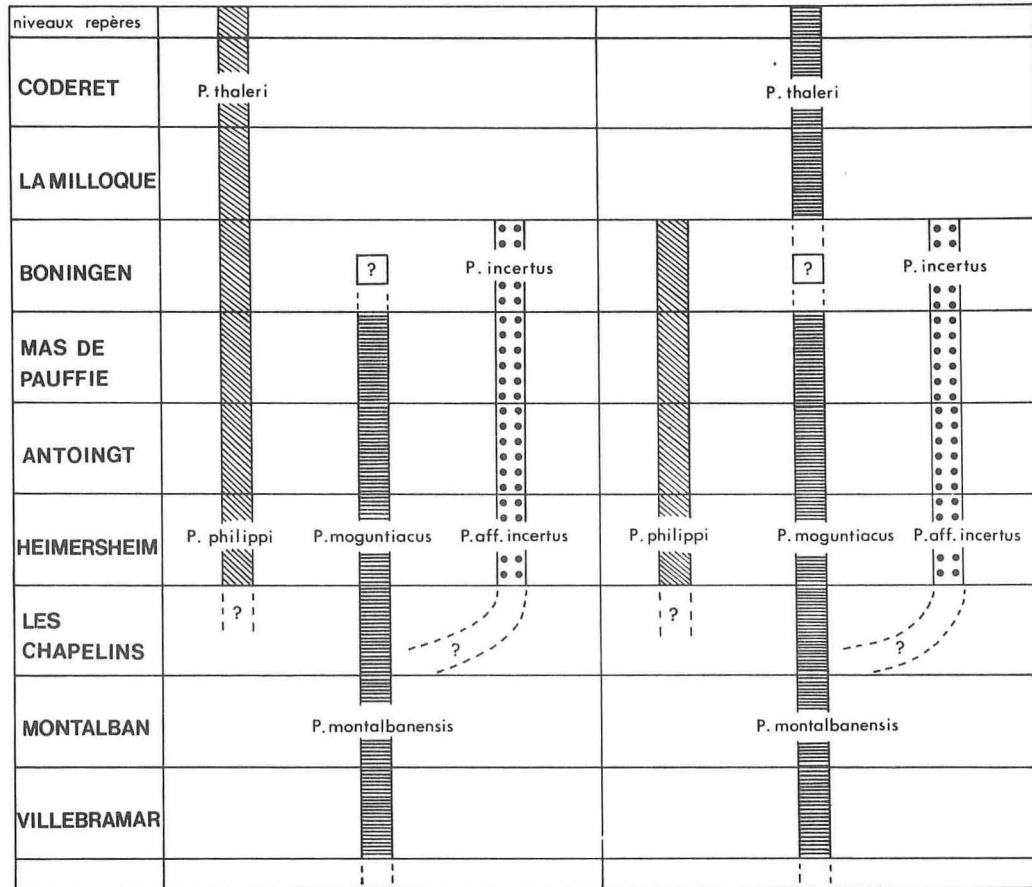 niveaux repères
CODERET P. thaleri P. thaleri
LA MILLOQUE
BONINGEN ? P. incertus ? P. incertus
MAS DE
PAUFFIE
ANTOINGT
HEIMERSHEIM P. philippi P. moguntiacus P. aff. incertus P. philippi P. moguntiacus P. aff. incertus
LES
CHAPELINS ? ? ? ?
MONTALBAN P. montalbanensis P. montalbanensis
VILLEBRAMAR